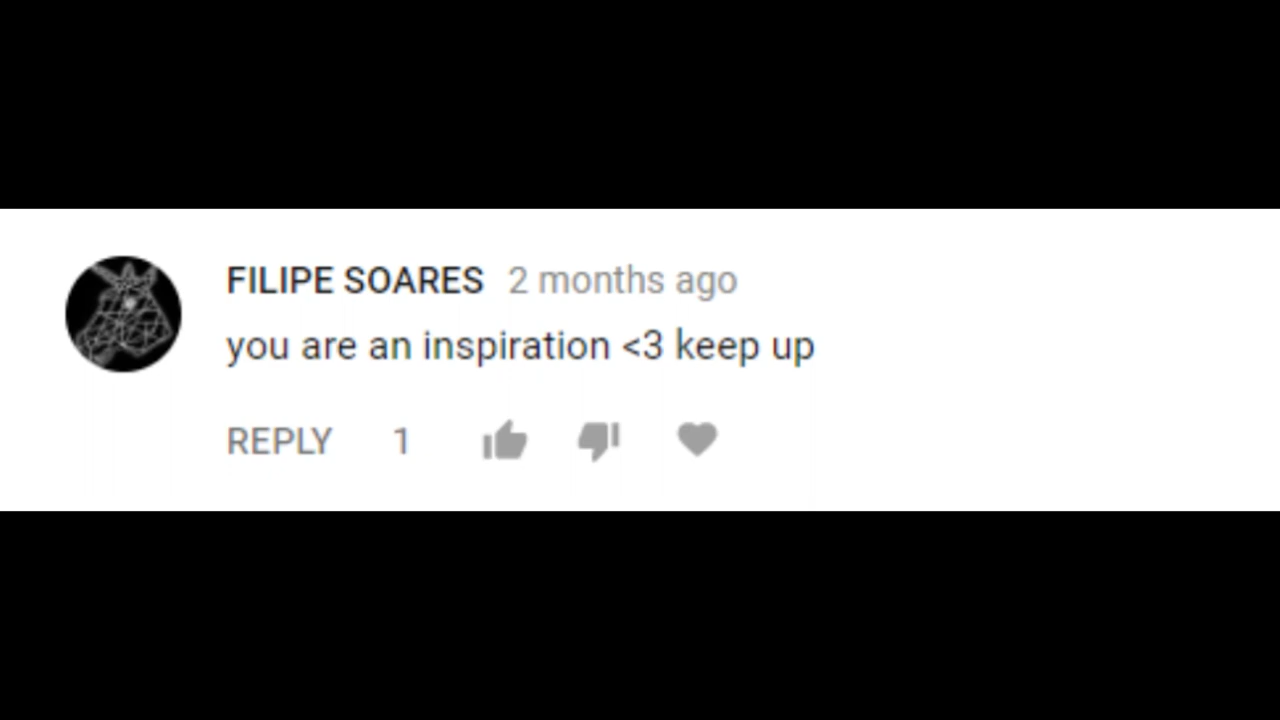 FILIPE SOARES 2 months ago
you are an inspiration <3 keep up
REPLY 1